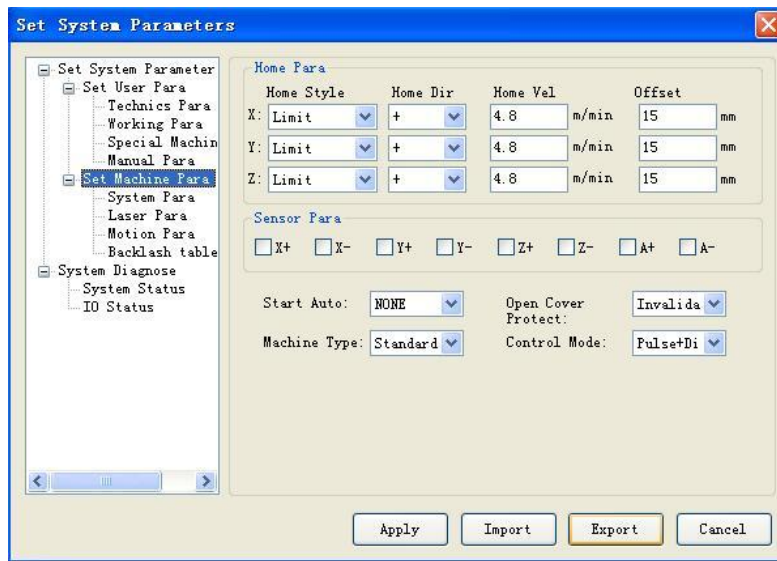 Set System Parameters
Set System Parameter
Set User Para
Technics Para
Working Para
Special Machin
Manual Para
Set Machine Para
System Para
Laser Para
Motion Para
Backlash table
System Diagnose
System Status
IO Status
Home Para
Home Style Home Dir Home Vel Offset
X: Limit + 4.8 m/min 15 mm
Y: Limit + 4.8 m/min 15 mm
Z: Limit + 4.8 m/min 15 mm
Sensor Para
X+ X- Y+ Y- Z+ Z- A+ A-
Start Auto: NONE Open Cover Protect: Invalida
Machine Type: Standard Control Mode: Pulse+Di
Apply Import Export Cancel